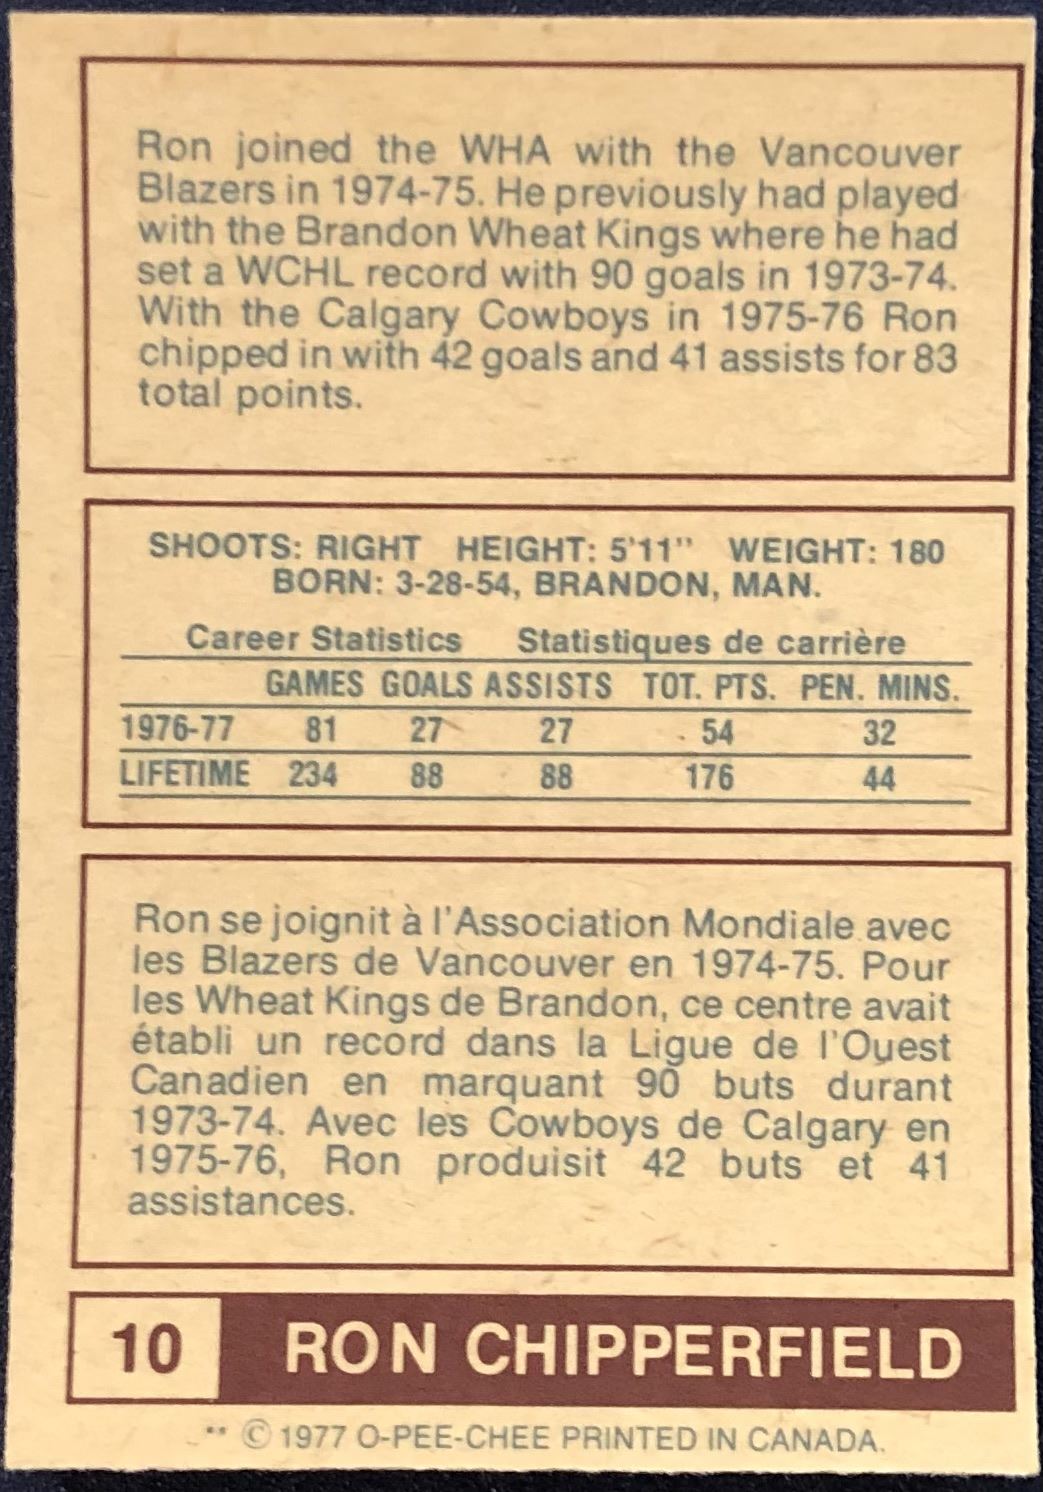 Ron joined the WHA with the Vancouver
Blazers in 1974-75. He previously had played
with the Brandon Wheat Kings where he had
set a WCHL record with 90 goals in 1973-74.
With the Calgary Cowboys in 1975-76 Ron
chipped in with 42 goals and 41 assists for 83
total points.
SHOOTS: RIGHT HEIGHT: 5'11" WEIGHT: 180
BORN: 3-28-54, BRANDON, MAN.
Career Statistics Statistiques de carrière
GAMES GOALS ASSISTS TOT. PTS. PEN. MINS.
1976-77 81 27 27 54 32
LIFETIME 234 88 88 176 44
Ron se joignit à l'Association Mondiale avec
les Blazers de Vancouver en 1974-75. Pour
les Wheat Kings de Brandon, ce centre avait
établi un record dans la Ligue de l'Ouest
Canadien en marquant 90 buts durant
1973-74. Avec les Cowboys de Calgary en
1975-76, Ron produisit 42 buts et 41
assistances.
10 RON CHIPPERFIELD
** © 1977 O-PEE-CHEE PRINTED IN CANADA.